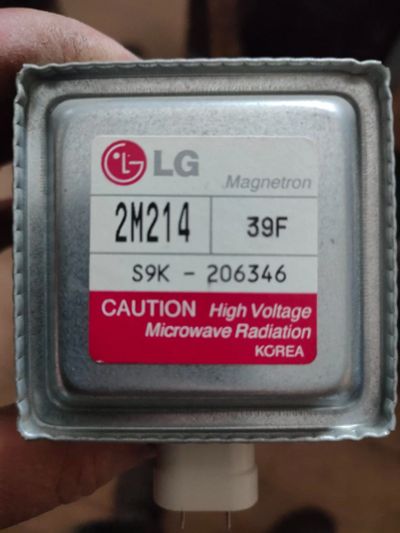 LG
Magnetron
2M214 39F
S9K - 206346
CAUTION High Voltage
Microwave Radiation
KOREA